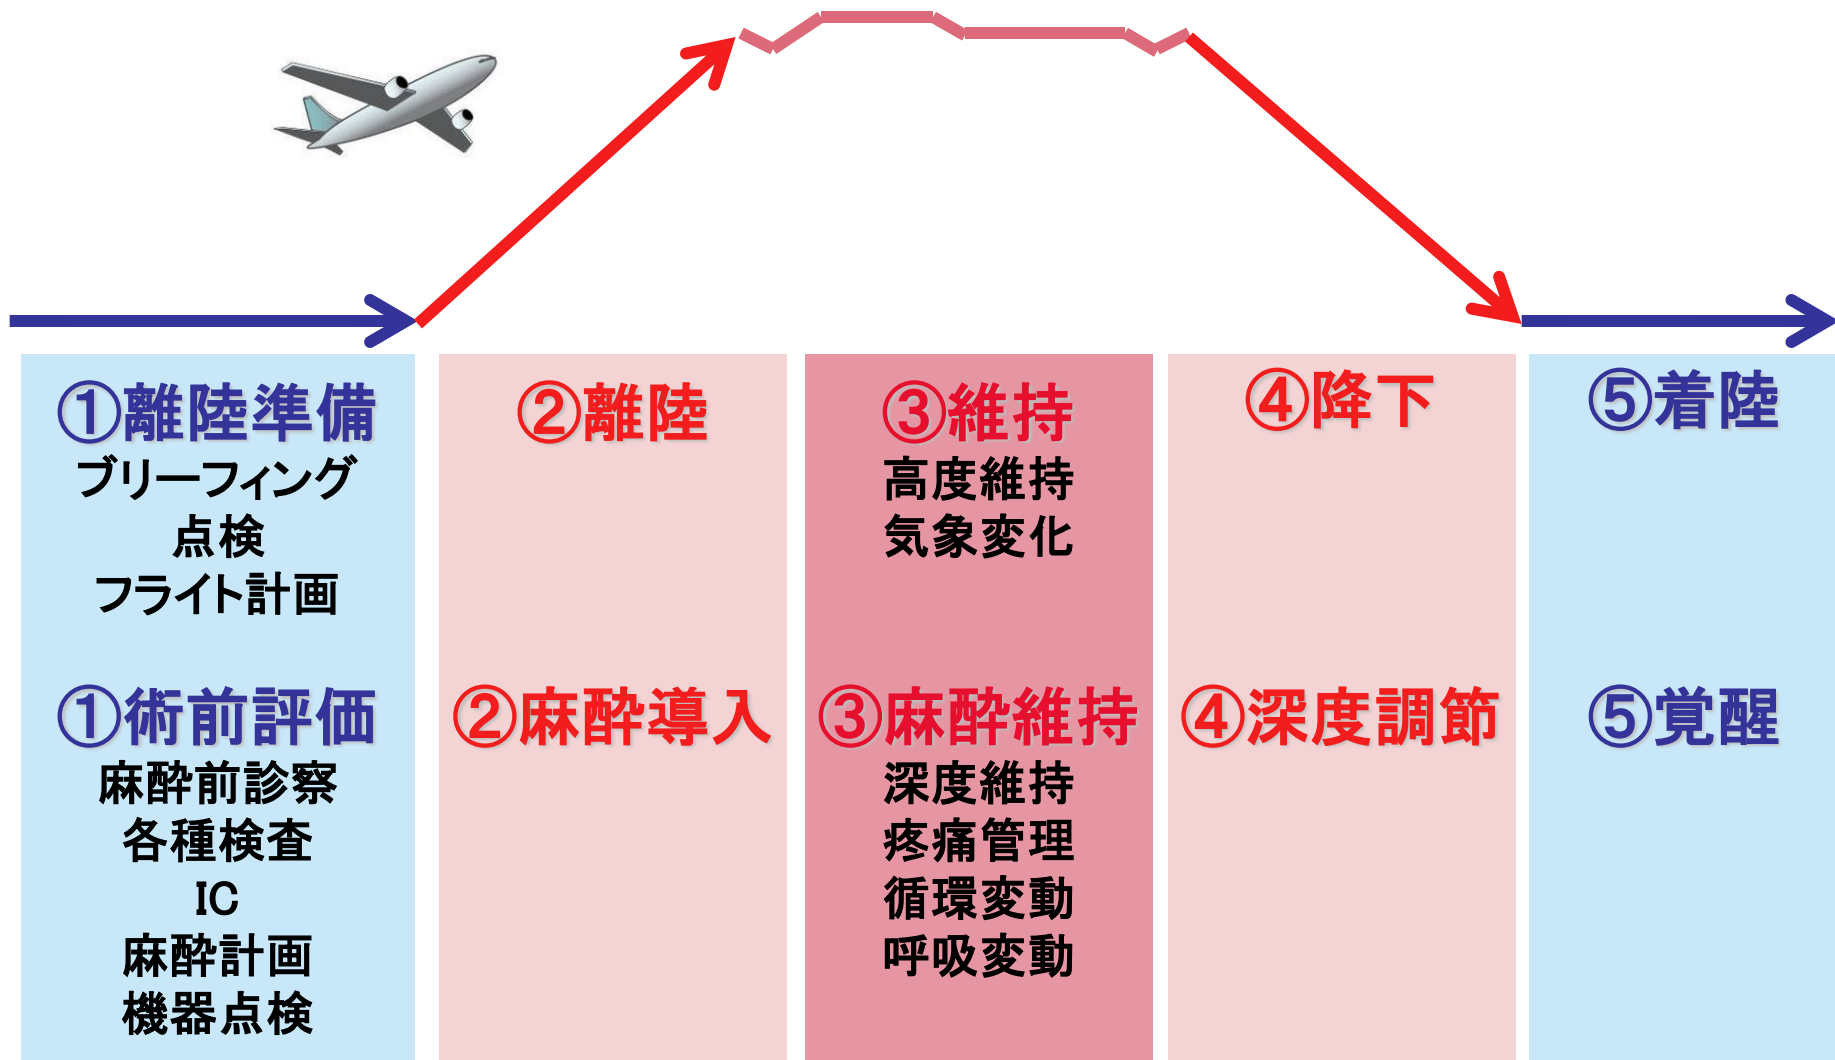 ①離陸準備
ブリーフィング
点検
フライト計画
①術前評価
麻酔前診察
各種検査
IC
麻酔計画
機器点検
②離陸
②麻酔導入
③維持
高度維持
気象変化
③麻酔維持
深度維持
疼痛管理
循環変動
呼吸変動
④降下
④深度調節
⑤着陸
⑤覚醒